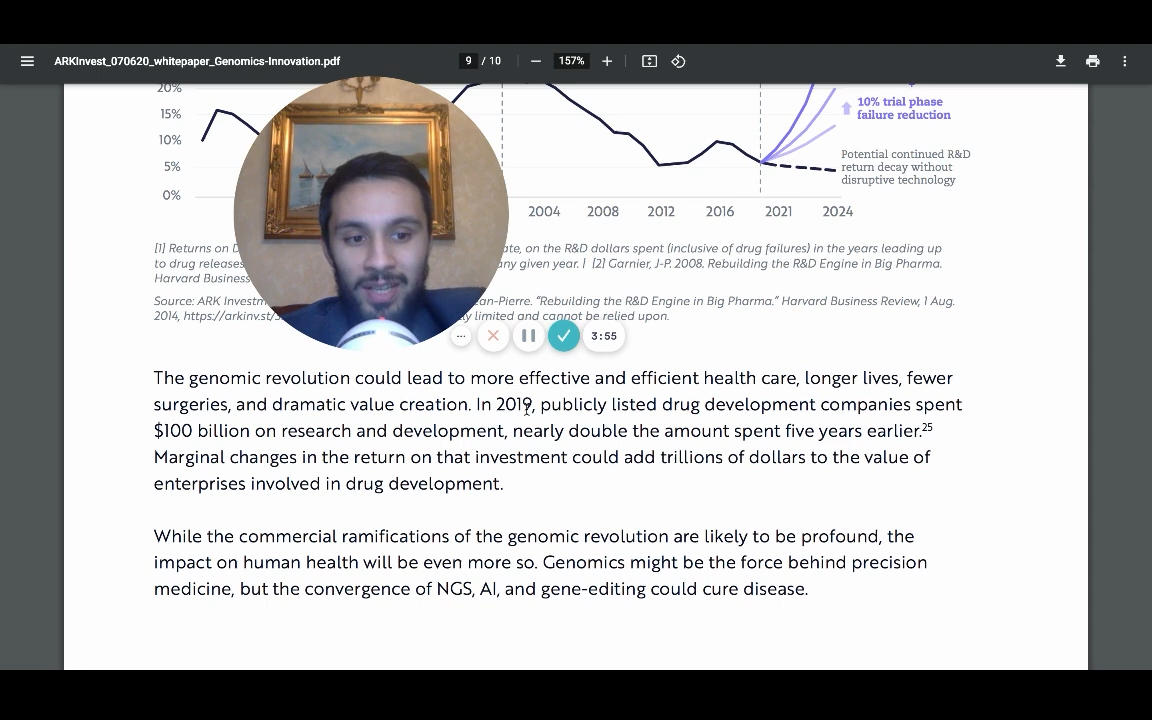 ARKInvest_070620_whitepaper_Genomics-Innovation.pdf
9 / 10
157%
20%
15%
10%
5%
0%
10% trial phase
failure reduction
Potential continued R&D
return decay without
disruptive technology
2004 2008 2012 2016 2021 2024
[1] Returns on on the R&D dollars spent (inclusive of drug failures) in the years leading up
to drug releases any given year. | [2] Garnier, J-P. 2008. Rebuilding the R&D Engine in Big Pharma.
Harvard Business
Source: ARK "Rebuilding the R&D Engine in Big Pharma." Harvard Business Review, 1 Aug.
2014, limited and cannot be relied upon.
3:55
The genomic revolution could lead to more effective and efficient health care, longer lives, fewer
surgeries, and dramatic value creation. In 2019, publicly listed drug development companies spent
$100 billion on research and development, nearly double the amount spent five years earlier.25
Marginal changes in the return on that investment could add trillions of dollars to the value of
enterprises involved in drug development.
While the commercial ramifications of the genomic revolution are likely to be profound, the
impact on human health will be even more so. Genomics might be the force behind precision
medicine, but the convergence of NGS, AI, and gene-editing could cure disease.